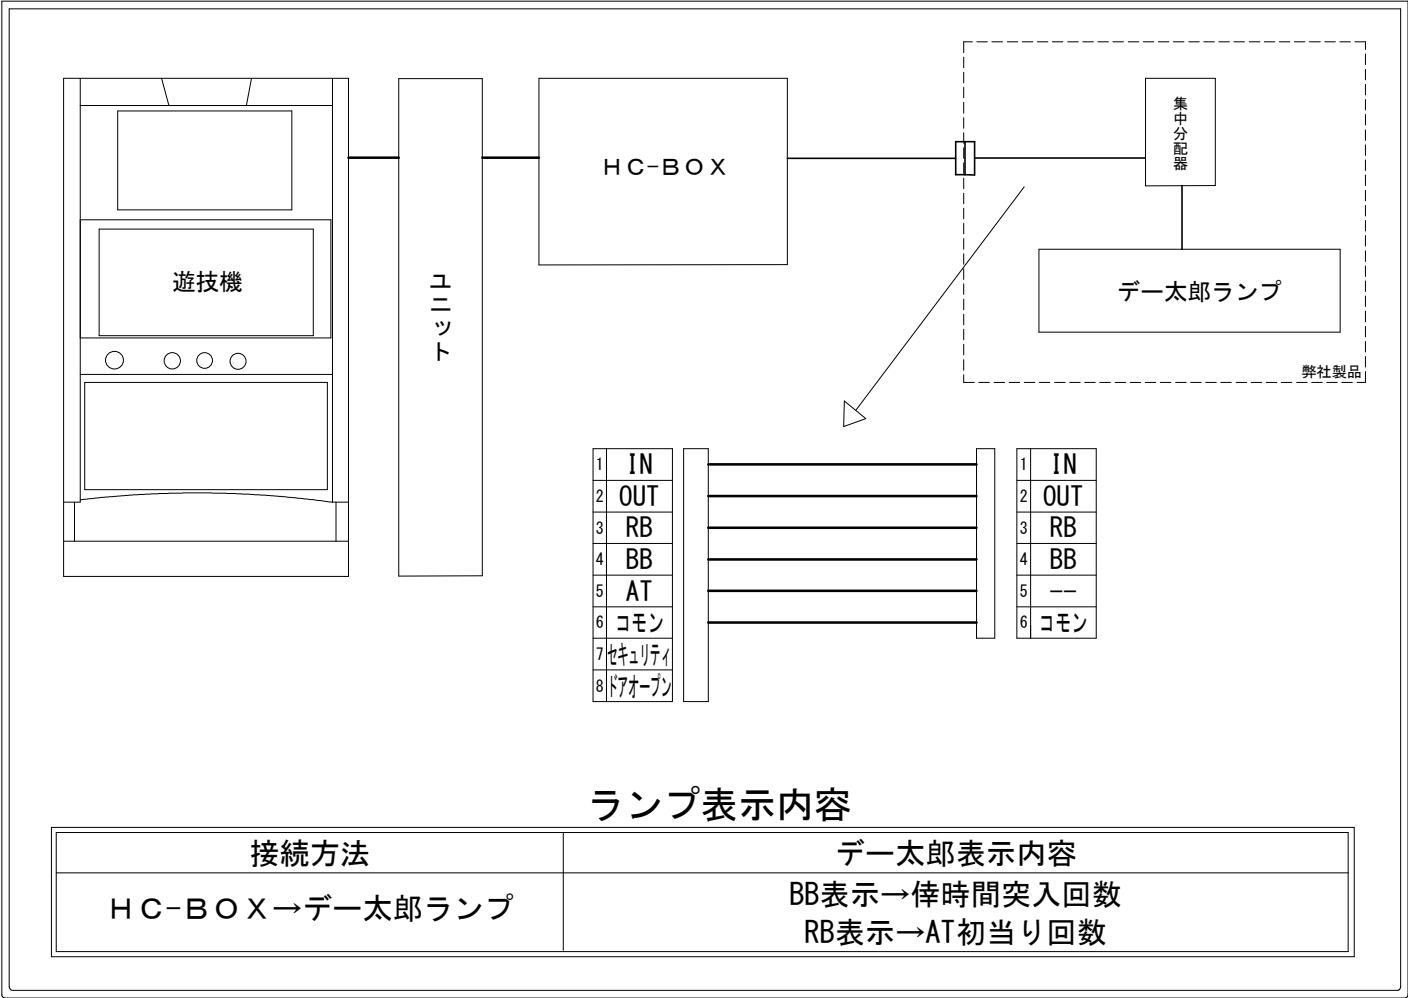 遊技機
ユニット
HC-BOX
集中分配器
デー太郎ランプ
弊社製品
1 IN
2 OUT
3 RB
4 BB
5 AT
6 コモン
7 セキュリティ
8 ドアオープン
1 IN
2 OUT
3 RB
4 BB
5 --
6 コモン
ランプ表示内容
接続方法 デー太郎表示内容
HC-BOX→デー太郎ランプ
BB表示→倖時間突入回数
RB表示→AT初当り回数